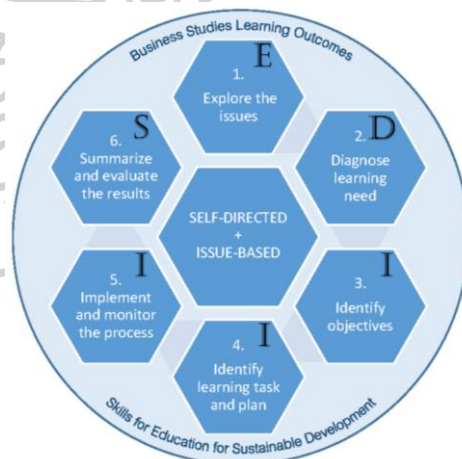 Business Studies Learning Outcomes
1. E
Explore the
issues
2. D
Diagnose
learning
need
3. I
Identify
objectives
4. I
Identify
learning task
and plan
5. I
Implement
and monitor
the process
6. S
Summarize
and evaluate
the results
SELF-DIRECTED
+
ISSUE-BASED
Skills for Education for Sustainable Development